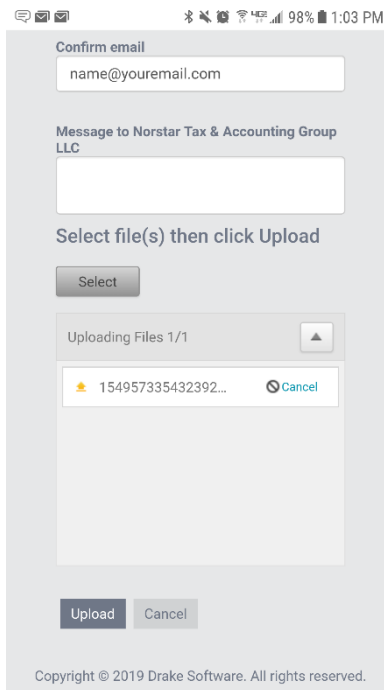 98% 1:03 PM
Confirm email
name@youremail.com
Message to Norstar Tax & Accounting Group
LLC
Select file(s) then click Upload
Select
Uploading Files 1/1
154957335432392...
Cancel
Upload
Cancel
Copyright © 2019 Drake Software. All rights reserved.